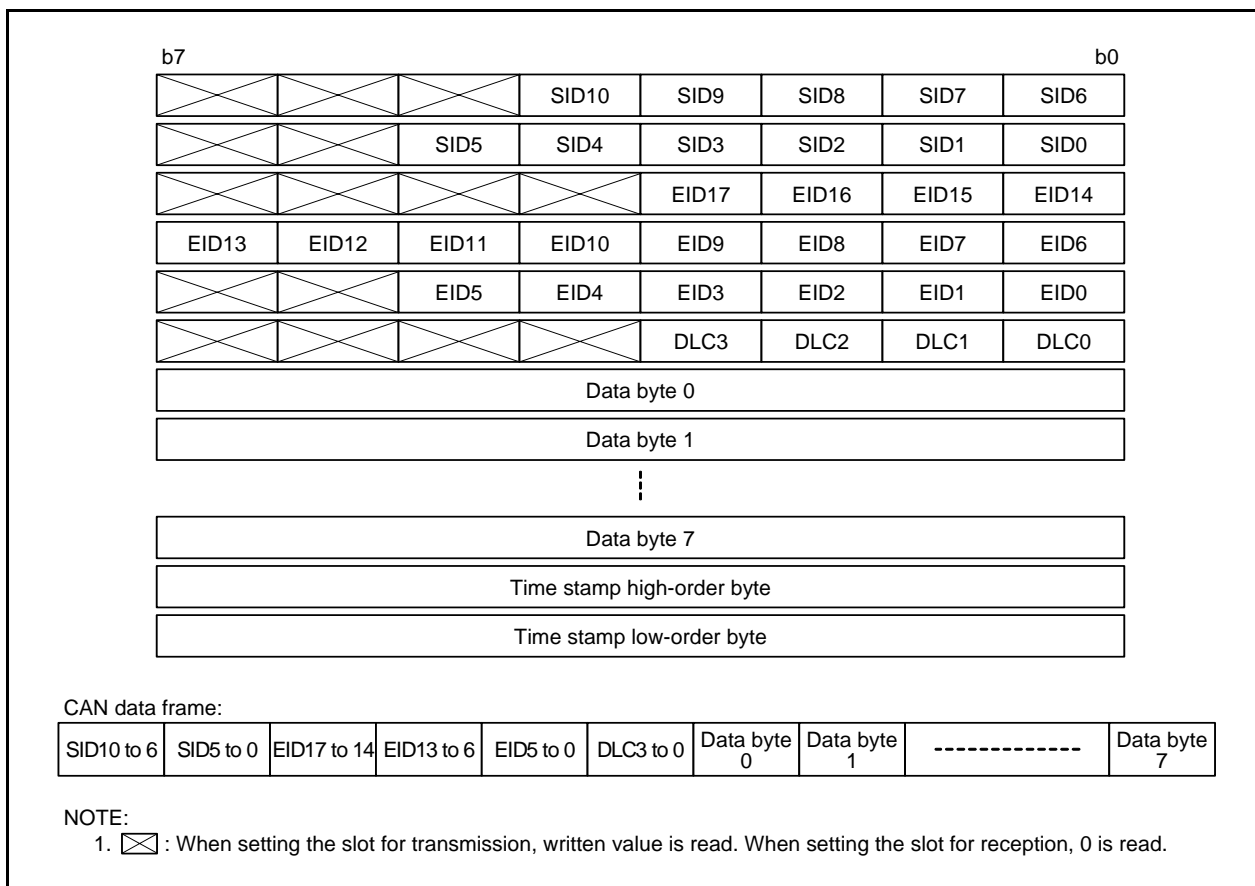 b7 b0
SID10 SID9 SID8 SID7 SID6
SID5 SID4 SID3 SID2 SID1 SID0
EID17 EID16 EID15 EID14
EID13 EID12 EID11 EID10 EID9 EID8 EID7 EID6
EID5 EID4 EID3 EID2 EID1 EID0
DLC3 DLC2 DLC1 DLC0
Data byte 0
Data byte 1
Data byte 7
Time stamp high-order byte
Time stamp low-order byte
CAN data frame:
SID10 to 6 SID5 to 0 EID17 to 14 EID13 to 6 EID5 to 0 DLC3 to 0 Data byte 0 Data byte 1 Data byte 7
NOTE:
1. : When setting the slot for transmission, written value is read. When setting the slot for reception, 0 is read.